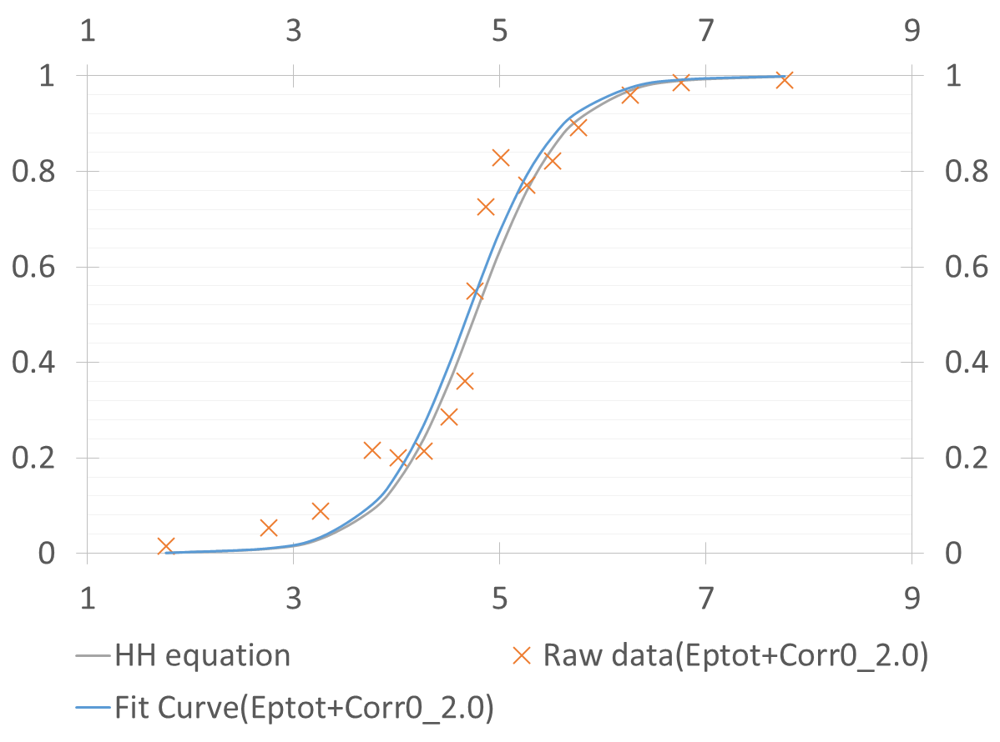 1 3 5 7 9
1 1
0.8 0.8
0.6 0.6
0.4 0.4
0.2 0.2
0 0
1 3 5 7 9
HH equation Raw data(Eptot+Corr0_2.0)
Fit Curve(Eptot+Corr0_2.0)